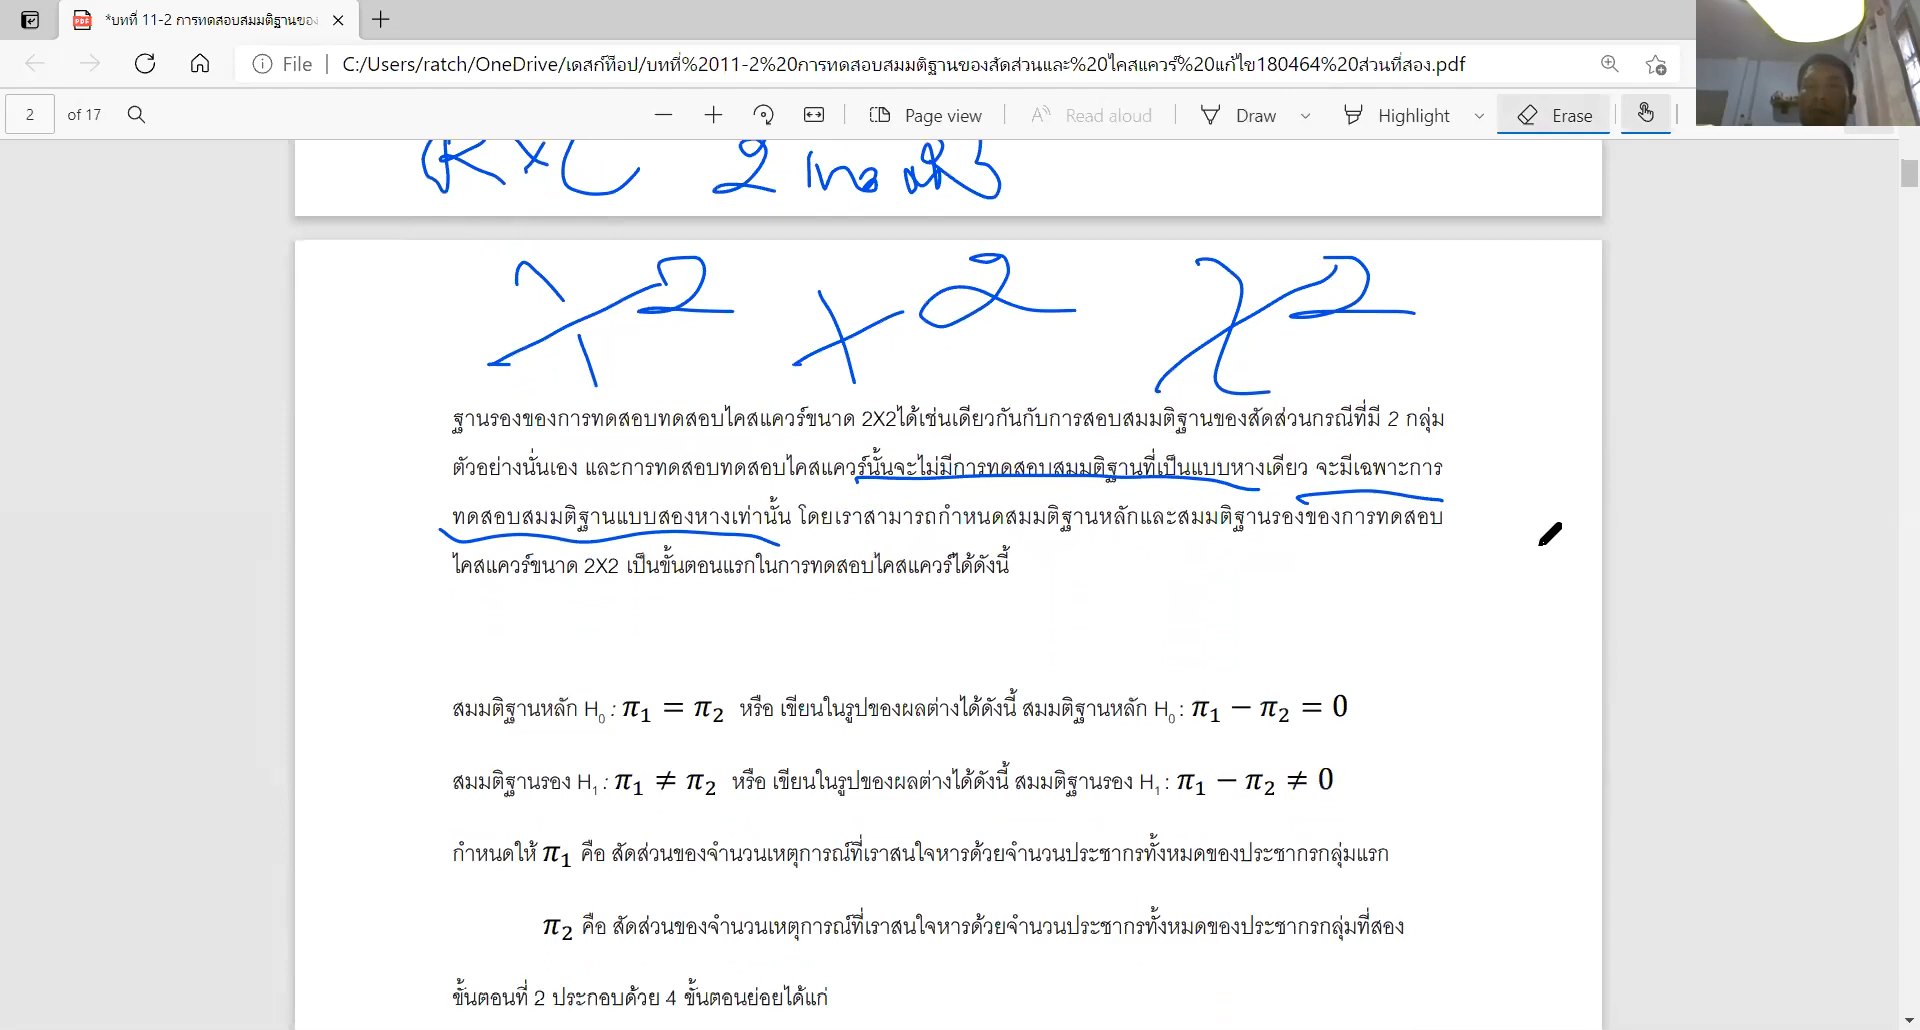 *บทที่ 11-2 การทดสอบสมมติฐานของ
File
C:/Users/ratch/OneDrive/เดสก์ท็อป/บทที่%2011-2%20การทดสอบสมมติฐานของสัดส่วนและ%20ไคสแควร์%20แก้ไข180464%20ส่วนที่สอง.pdf
2 of 17 Page view Read aloud Draw Highlight Erase
RxC 2
χ2 χ2 χ2
ฐานรองของการทดสอบทดสอบไคสแควร์ขนาด 2X2ได้เช่นเดียวกันกับการสอบสมมติฐานของสัดส่วนกรณีที่มี 2 กลุ่ม
ตัวอย่างนั่นเอง และการทดสอบทดสอบไคสแควร์นั้นจะไม่มีการทดสอบสมมติฐานที่เป็นแบบหางเดียว จะมีเฉพาะการ
ทดสอบสมมติฐานแบบสองหางเท่านั้น โดยเราสามารถกำหนดสมมติฐานหลักและสมมติฐานรองของการทดสอบ
ไคสแควร์ขนาด 2X2 เป็นขั้นตอนแรกในการทดสอบไคสแควร์ได้ดังนี้
สมมติฐานหลัก H₀ : π₁ = π₂ หรือ เขียนในรูปของผลต่างได้ดังนี้ สมมติฐานหลัก H₀ : π₁ − π₂ = 0
สมมติฐานรอง H₁ : π₁ ≠ π₂ หรือ เขียนในรูปของผลต่างได้ดังนี้ สมมติฐานรอง H₁ : π₁ − π₂ ≠ 0
กำหนดให้ π₁ คือ สัดส่วนของจำนวนเหตุการณ์ที่เราสนใจหารด้วยจำนวนประชากรทั้งหมดของประชากรกลุ่มแรก
π₂ คือ สัดส่วนของจำนวนเหตุการณ์ที่เราสนใจหารด้วยจำนวนประชากรทั้งหมดของประชากรกลุ่มที่สอง
ขั้นตอนที่ 2 ประกอบด้วย 4 ขั้นตอนย่อยได้แก่